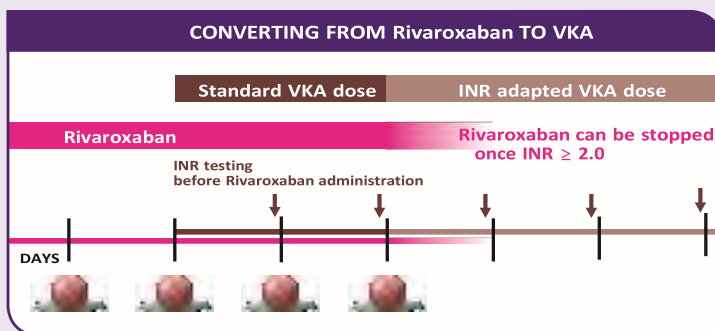 CONVERTING FROM Rivaroxaban TO VKA
Standard VKA dose
INR adapted VKA dose
Rivaroxaban
Rivaroxaban can be stopped
once INR ≥ 2.0
INR testing
before Rivaroxaban administration
DAYS